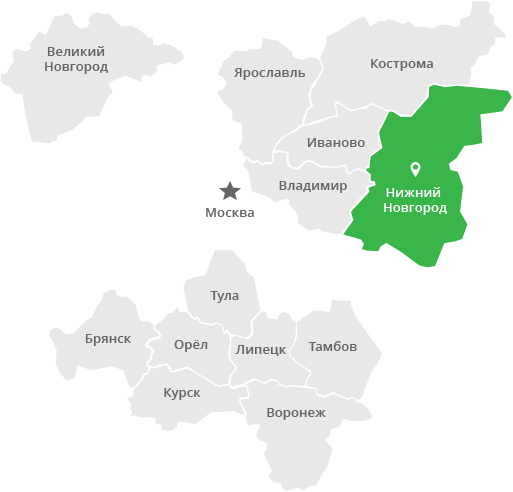 Великий
Новгород
Ярославль
Кострома
Иваново
Владимир
Нижний
Новгород
Москва
Тула
Брянск
Орёл
Липецк
Тамбов
Курск
Воронеж